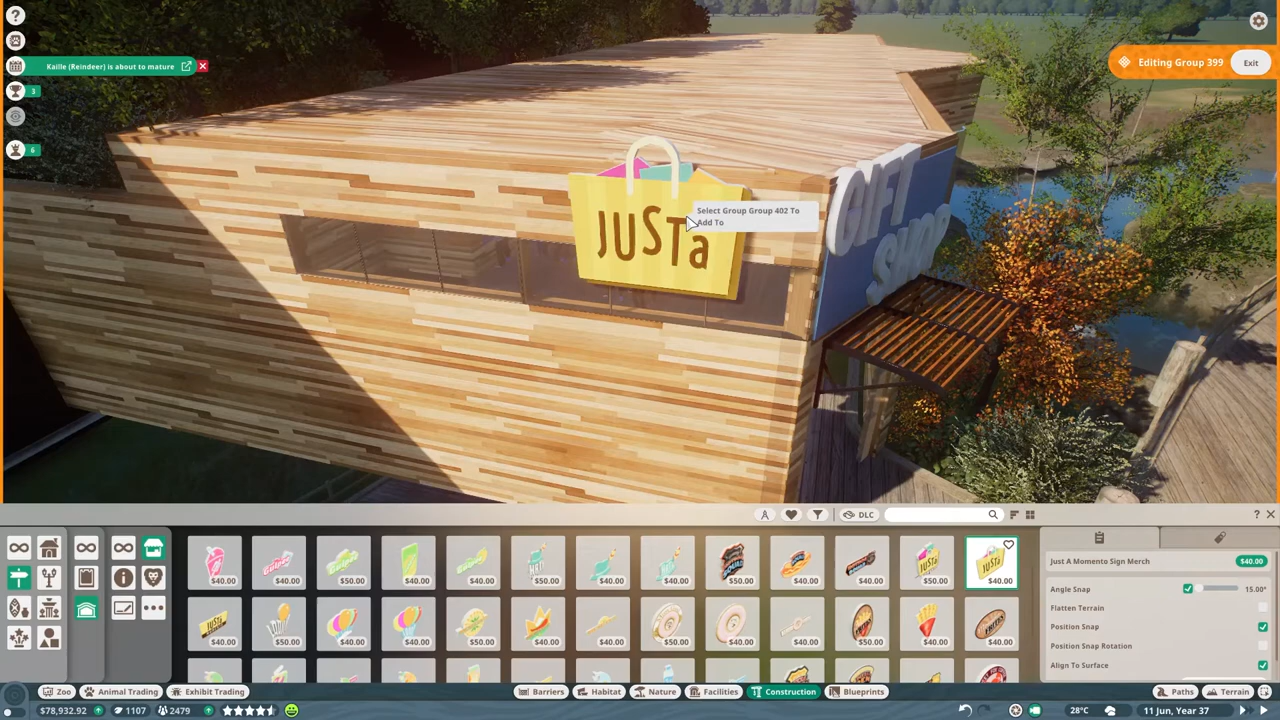 ?
Kaille (Reindeer) is about to mature
3
6
Editing Group 399
Exit
JUSTa
Select Group Group 402 To
Add To
GIFT
SHOP
DLC
?
$40.00
$40.00
$50.00
$40.00
$40.00
$40.00
$40.00
$40.00
$50.00
$40.00
$40.00
$50.00
$40.00
$40.00
$50.00
$40.00
$40.00
$50.00
$40.00
$40.00
$50.00
$40.00
$40.00
$50.00
$40.00
$40.00
Just A Momento Sign Merch
$40.00
Angle Snap
15.00°
Flatten Terrain
Position Snap
Position Snap Rotation
Align To Surface
Zoo
Animal Trading
Exhibit Trading
Barriers
Habitat
Nature
Facilities
Construction
Blueprints
Paths
Terrain
$78,932.92
1107
2479
28°C
11 Jun, Year 37